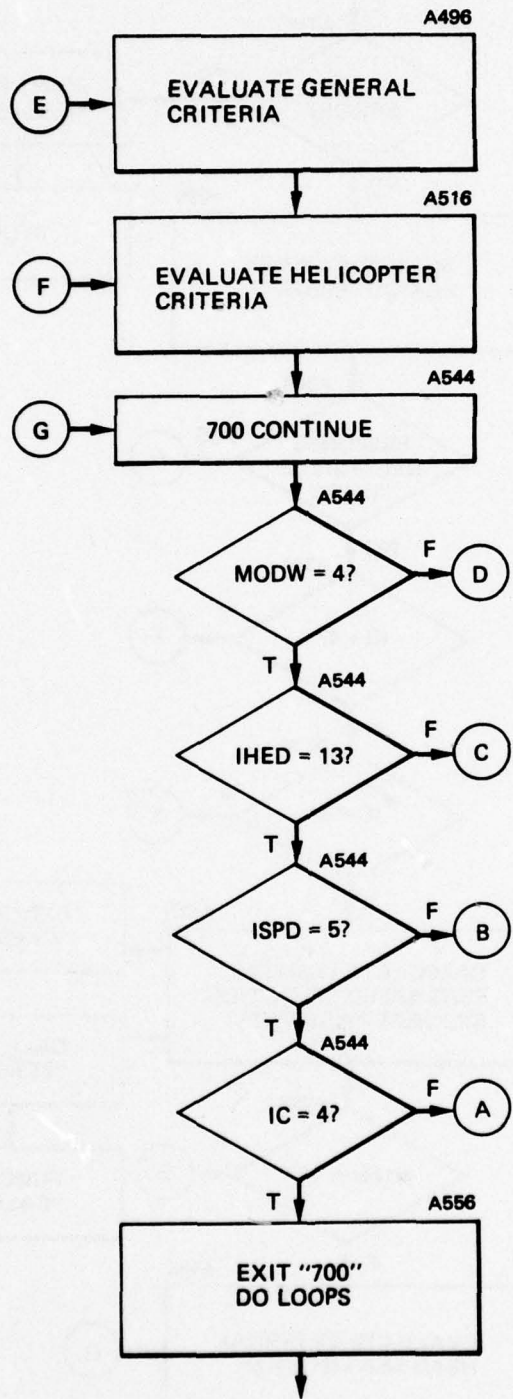 A496
E
EVALUATE GENERAL
CRITERIA
A516
F
EVALUATE HELICOPTER
CRITERIA
A544
G
700 CONTINUE
A544
MODW = 4?
F
D
T
A544
IHED = 13?
F
C
T
A544
ISPD = 5?
F
B
T
A544
IC = 4?
F
A
T
A556
EXIT "700"
DO LOOPS